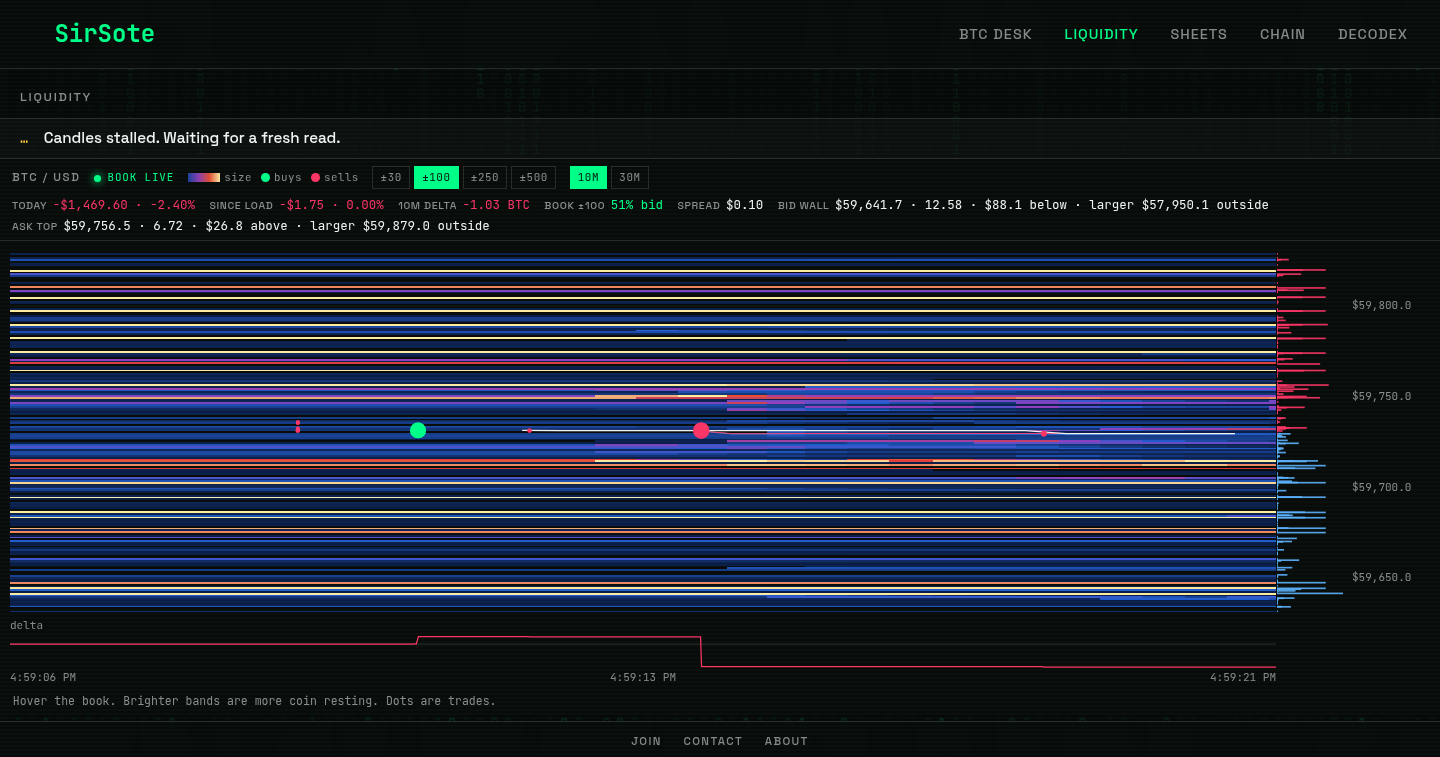 SirSote
BTC DESK LIQUIDITY SHEETS CHAIN DECODEX
LIQUIDITY
… Candles stalled. Waiting for a fresh read.
BTC / USD BOOK LIVE size buys sells ±30 ±100 ±250 ±500 10M 30M
TODAY -$1,469.60 · -2.40% SINCE LOAD -$1.75 · 0.00% 10M DELTA -1.03 BTC BOOK ±100 51% bid SPREAD $0.10 BID WALL $59,641.7 · 12.58 · $88.1 below · larger $57,950.1 outside
ASK TOP $59,756.5 · 6.72 · $26.8 above · larger $59,879.0 outside
$59,800.0
$59,750.0
$59,700.0
$59,650.0
delta
4:59:06 PM 4:59:13 PM 4:59:21 PM
Hover the book. Brighter bands are more coin resting. Dots are trades.
JOIN CONTACT ABOUT